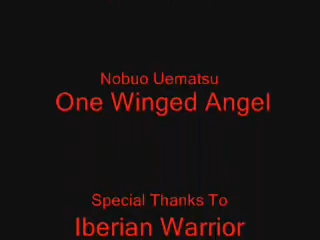 Nobuo Uematsu
One Winged Angel
Special Thanks To
Iberian Warrior